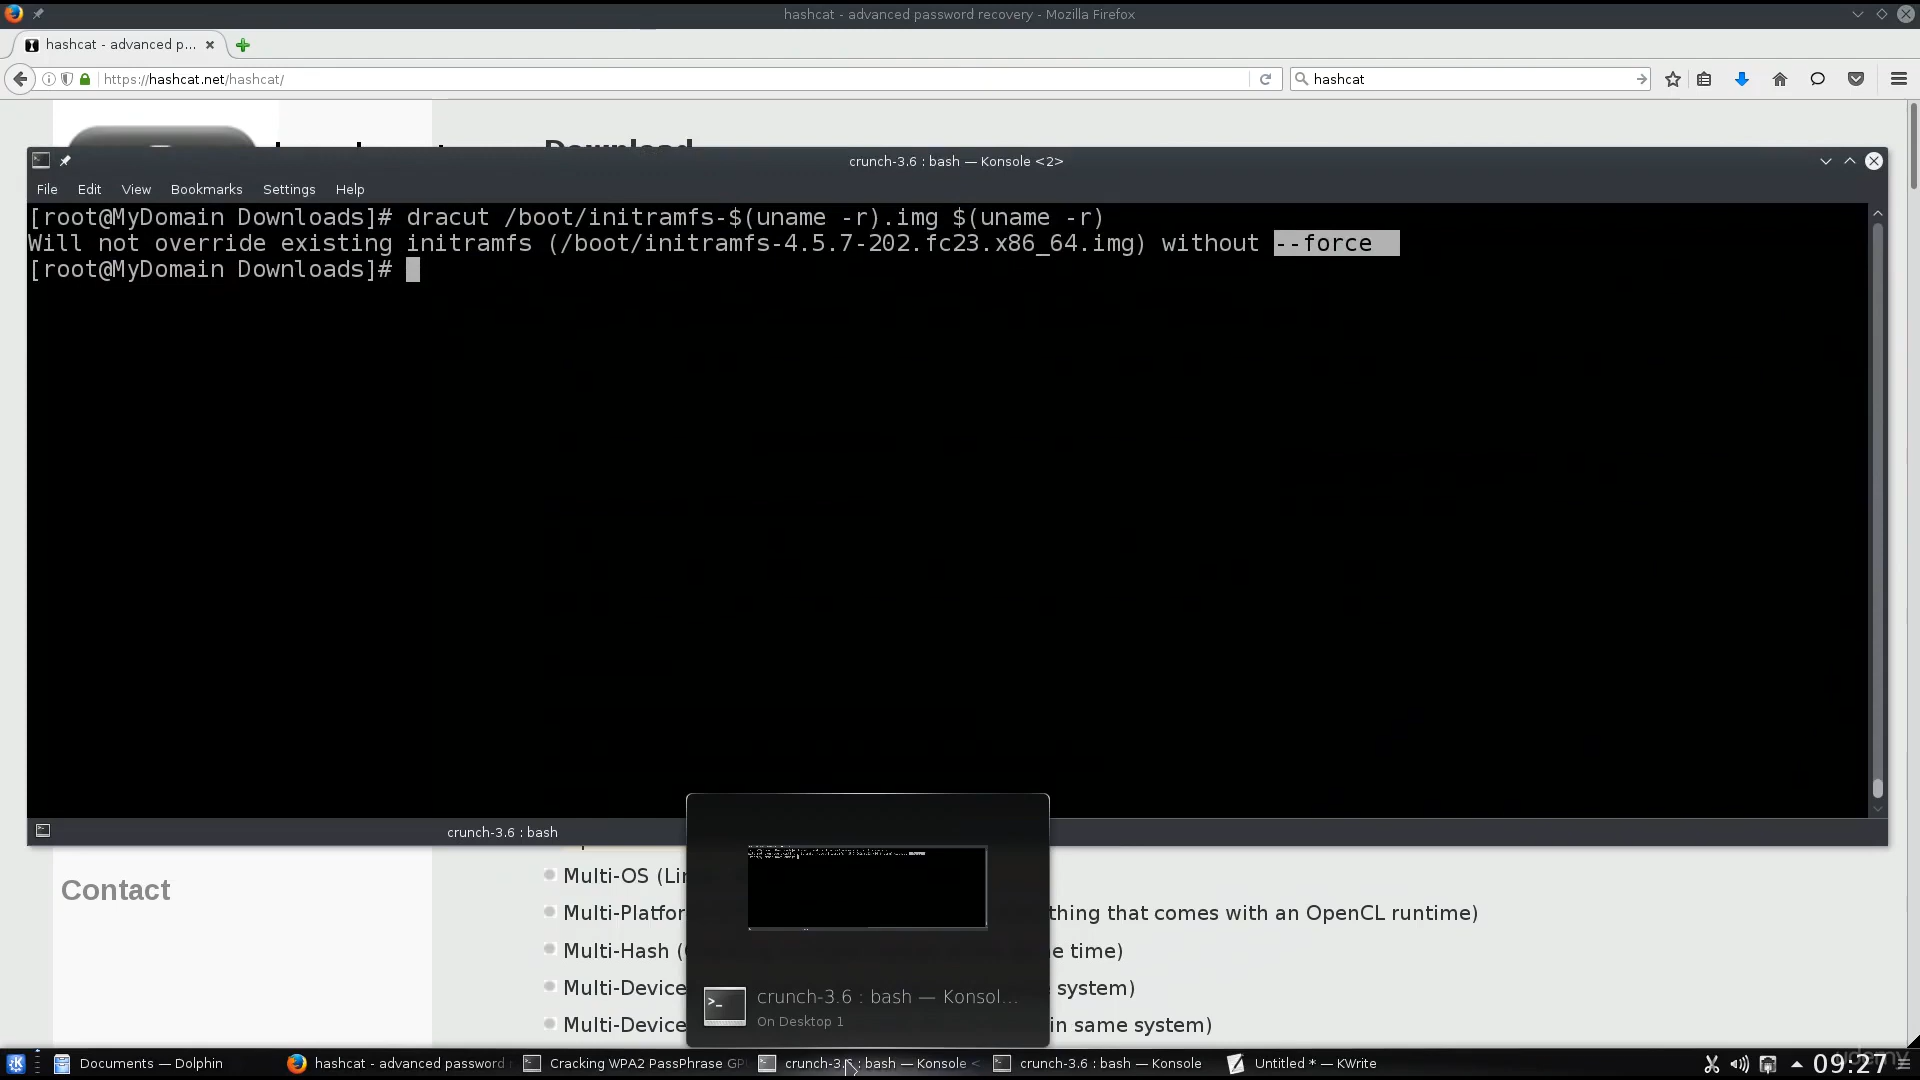 hashcat - advanced password recovery - Mozilla Firefox
hashcat - advanced p...
https://hashcat.net/hashcat/
hashcat
Download
crunch-3.6 : bash — Konsole <2>
File Edit View Bookmarks Settings Help
[root@MyDomain Downloads]# dracut /boot/initramfs-$(uname -r).img $(uname -r)
Will not override existing initramfs (/boot/initramfs-4.5.7-202.fc23.x86_64.img) without --force
[root@MyDomain Downloads]#
crunch-3.6 : bash
Contact
Multi-OS (Li
Multi-Platfor thing that comes with an OpenCL runtime)
Multi-Hash ( e time)
Multi-Device system)
Multi-Device in same system)
crunch-3.6 : bash — Konsol...
On Desktop 1
Documents — Dolphin
hashcat - advanced password
Cracking WPA2 PassPhrase GP
crunch-3.6 : bash — Konsole <
crunch-3.6 : bash — Konsole
Untitled * — KWrite
09:27
udemy